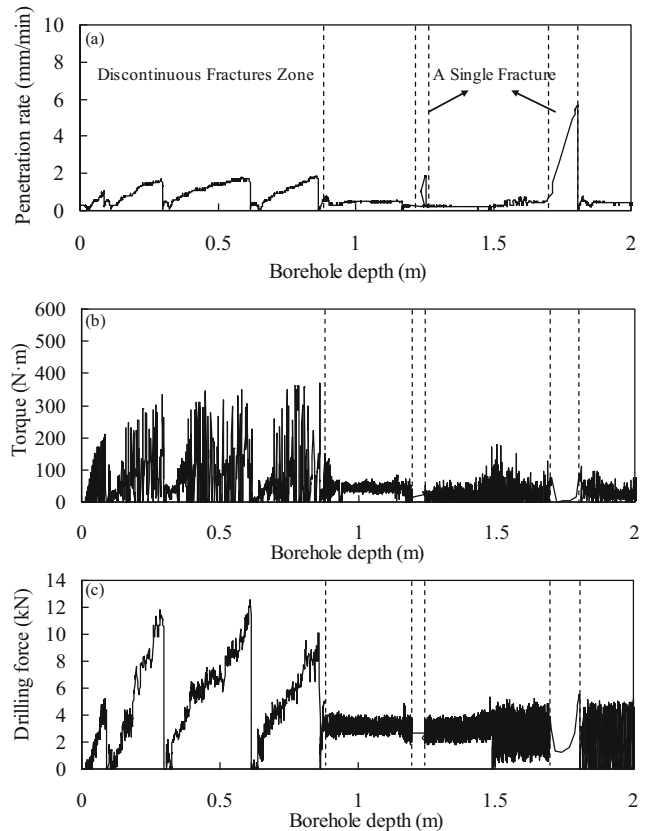 (a)
Discontinuous Fractures Zone
A Single Fracture
Penetration rate (mm/min)
10
8
6
4
2
0
0 0.5 1 1.5 2
Borehole depth (m)
(b)
Torque (N·m)
600
500
400
300
200
100
0
0 0.5 1 1.5 2
Borehole depth (m)
(c)
Drilling force (kN)
14
12
10
8
6
4
2
0
0 0.5 1 1.5 2
Borehole depth (m)